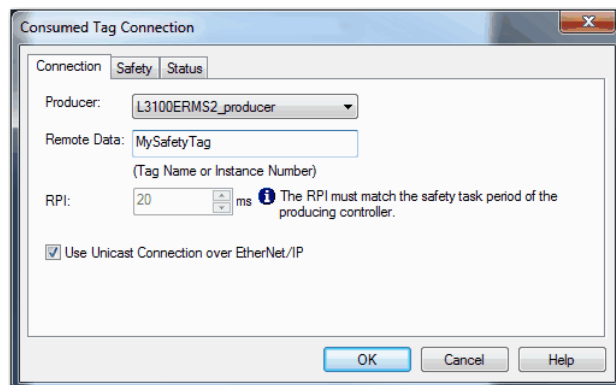 Consumed Tag Connection
Connection Safety Status
Producer: L3100ERMS2_producer
Remote Data: MySafetyTag
(Tag Name or Instance Number)
RPI: 20 ms The RPI must match the safety task period of the
producing controller.
Use Unicast Connection over EtherNet/IP
OK Cancel Help